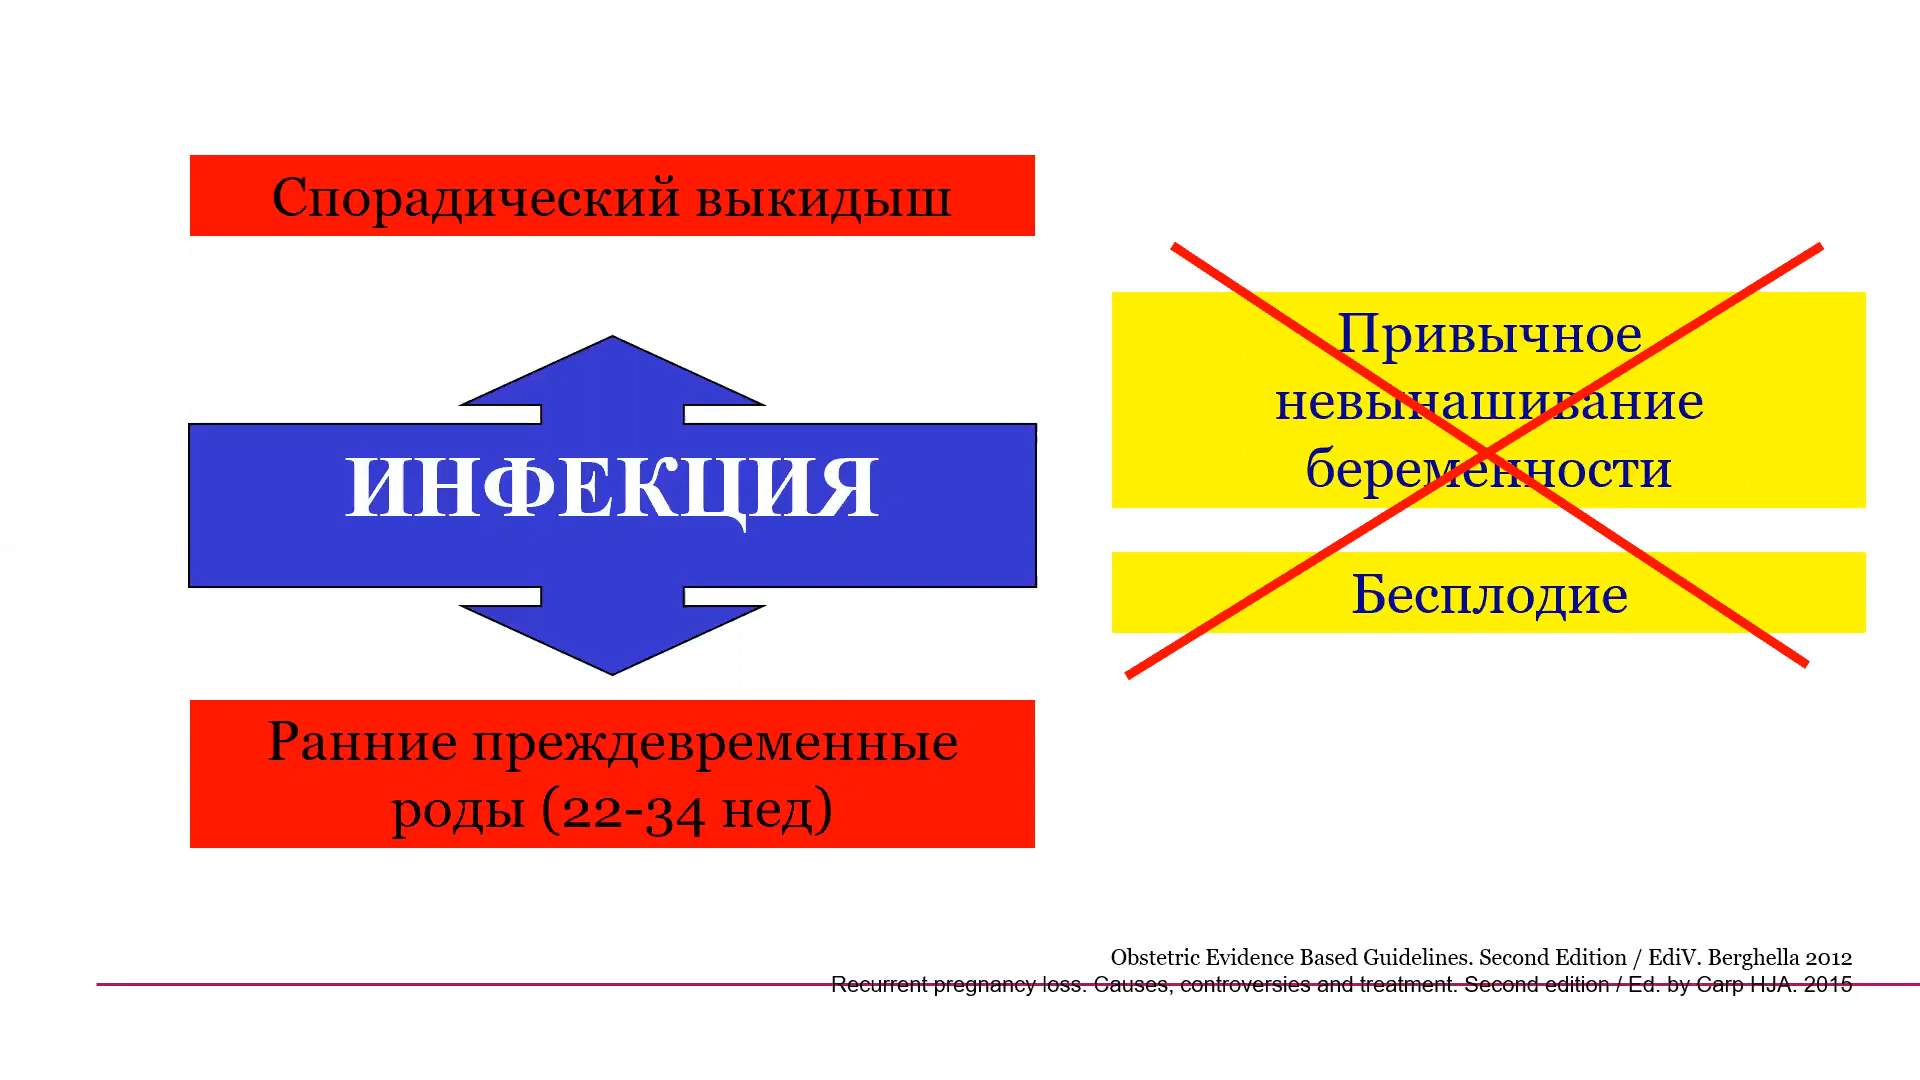 Спорадический выкидыш
ИНФЕКЦИЯ
Ранние преждевременные
роды (22-34 нед)
Привычное
невынашивание
беременности
Бесплодие
Obstetric Evidence Based Guidelines. Second Edition / EdiV. Berghella 2012
Recurrent pregnancy loss. Causes, controversies and treatment. Second edition / Ed. by Carp HJA. 2015